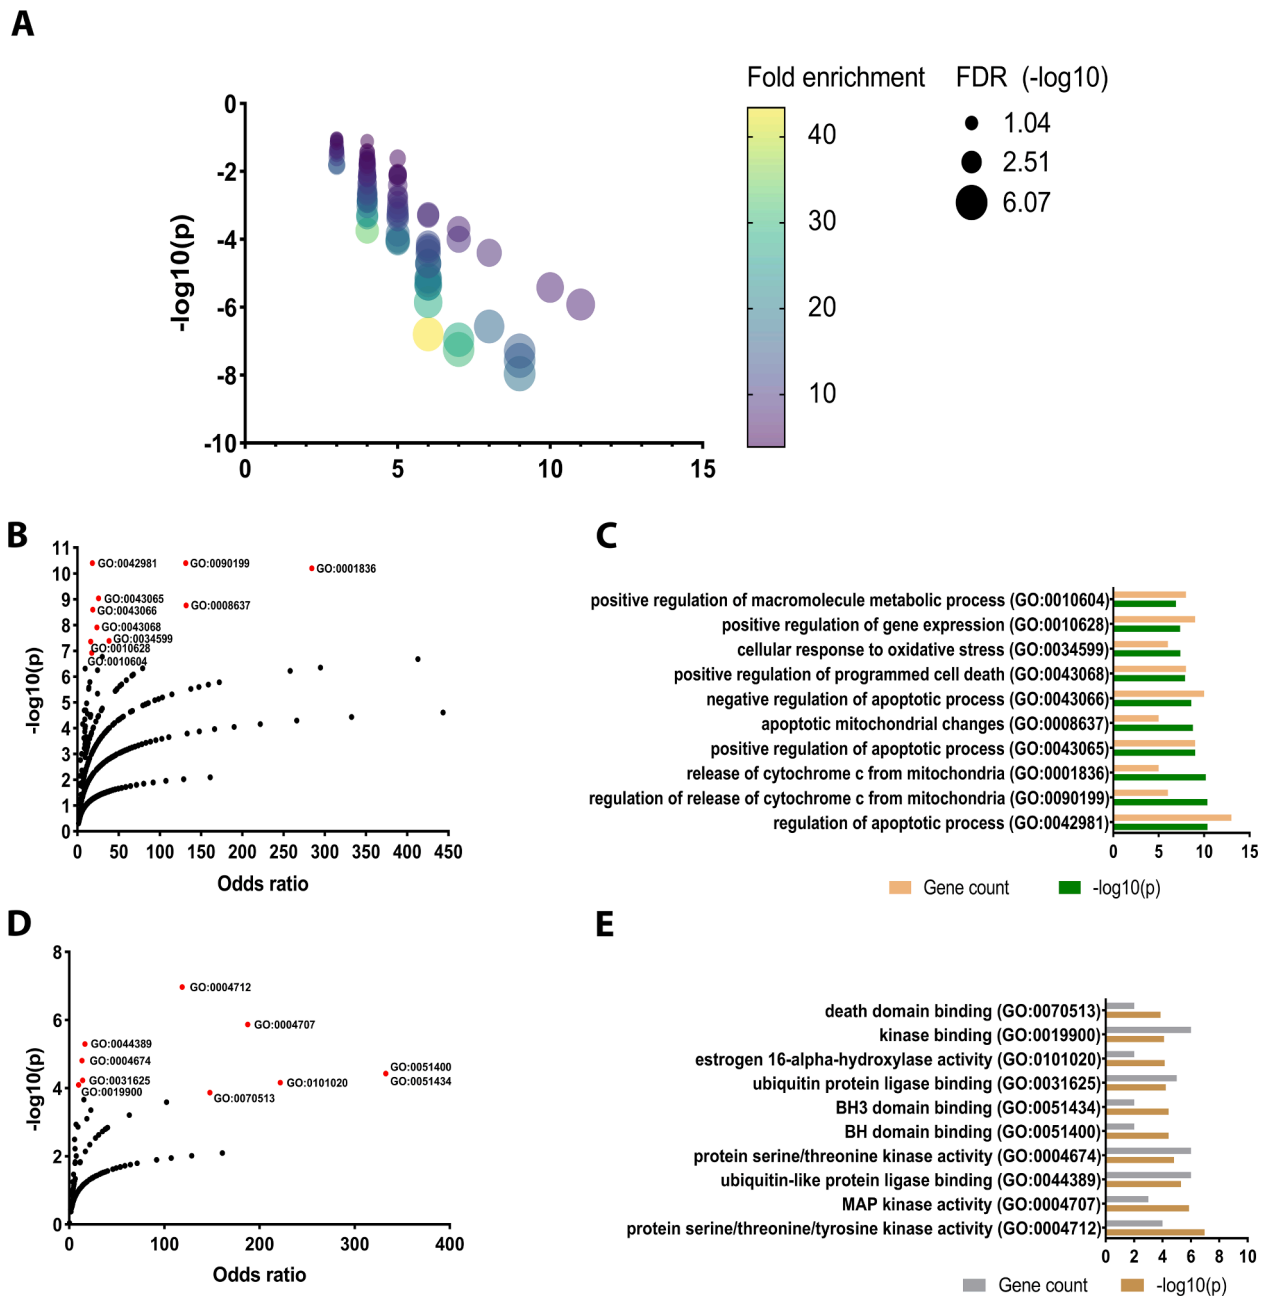 A
Fold enrichment
FDR (-log10)
40
30
20
10
1.04
2.51
6.07
-log10(p)
0
-2
-4
-6
-8
-10
0
5
10
15
B
-log10(p)
11
10
9
8
7
6
5
4
3
2
1
0
GO:0042981
GO:0090199
GO:0001836
GO:0043065
GO:0043066
GO:0008637
GO:0043068
GO:0034599
GO:0010628
GO:0010604
0 50 100 150 200 250 300 350 400 450
Odds ratio
C
positive regulation of macromolecule metabolic process (GO:0010604)
positive regulation of gene expression (GO:0010628)
cellular response to oxidative stress (GO:0034599)
positive regulation of programmed cell death (GO:0043068)
negative regulation of apoptotic process (GO:0043066)
apoptotic mitochondrial changes (GO:0008637)
positive regulation of apoptotic process (GO:0043065)
release of cytochrome c from mitochondria (GO:0001836)
regulation of release of cytochrome c from mitochondria (GO:0090199)
regulation of apoptotic process (GO:0042981)
0 5 10 15
Gene count -log10(p)
D
-log10(p)
8
6
4
2
0
GO:0004712
GO:0004707
GO:0044389
GO:0004674
GO:0031625
GO:0019900
GO:0051400
GO:0051434
GO:0101020
GO:0070513
0 100 200 300 400
Odds ratio
E
death domain binding (GO:0070513)
kinase binding (GO:0019900)
estrogen 16-alpha-hydroxylase activity (GO:0101020)
ubiquitin protein ligase binding (GO:0031625)
BH3 domain binding (GO:0051434)
BH domain binding (GO:0051400)
protein serine/threonine kinase activity (GO:0004674)
ubiquitin-like protein ligase binding (GO:0044389)
MAP kinase activity (GO:0004707)
protein serine/threonine/tyrosine kinase activity (GO:0004712)
0 2 4 6 8 10
Gene count -log10(p)